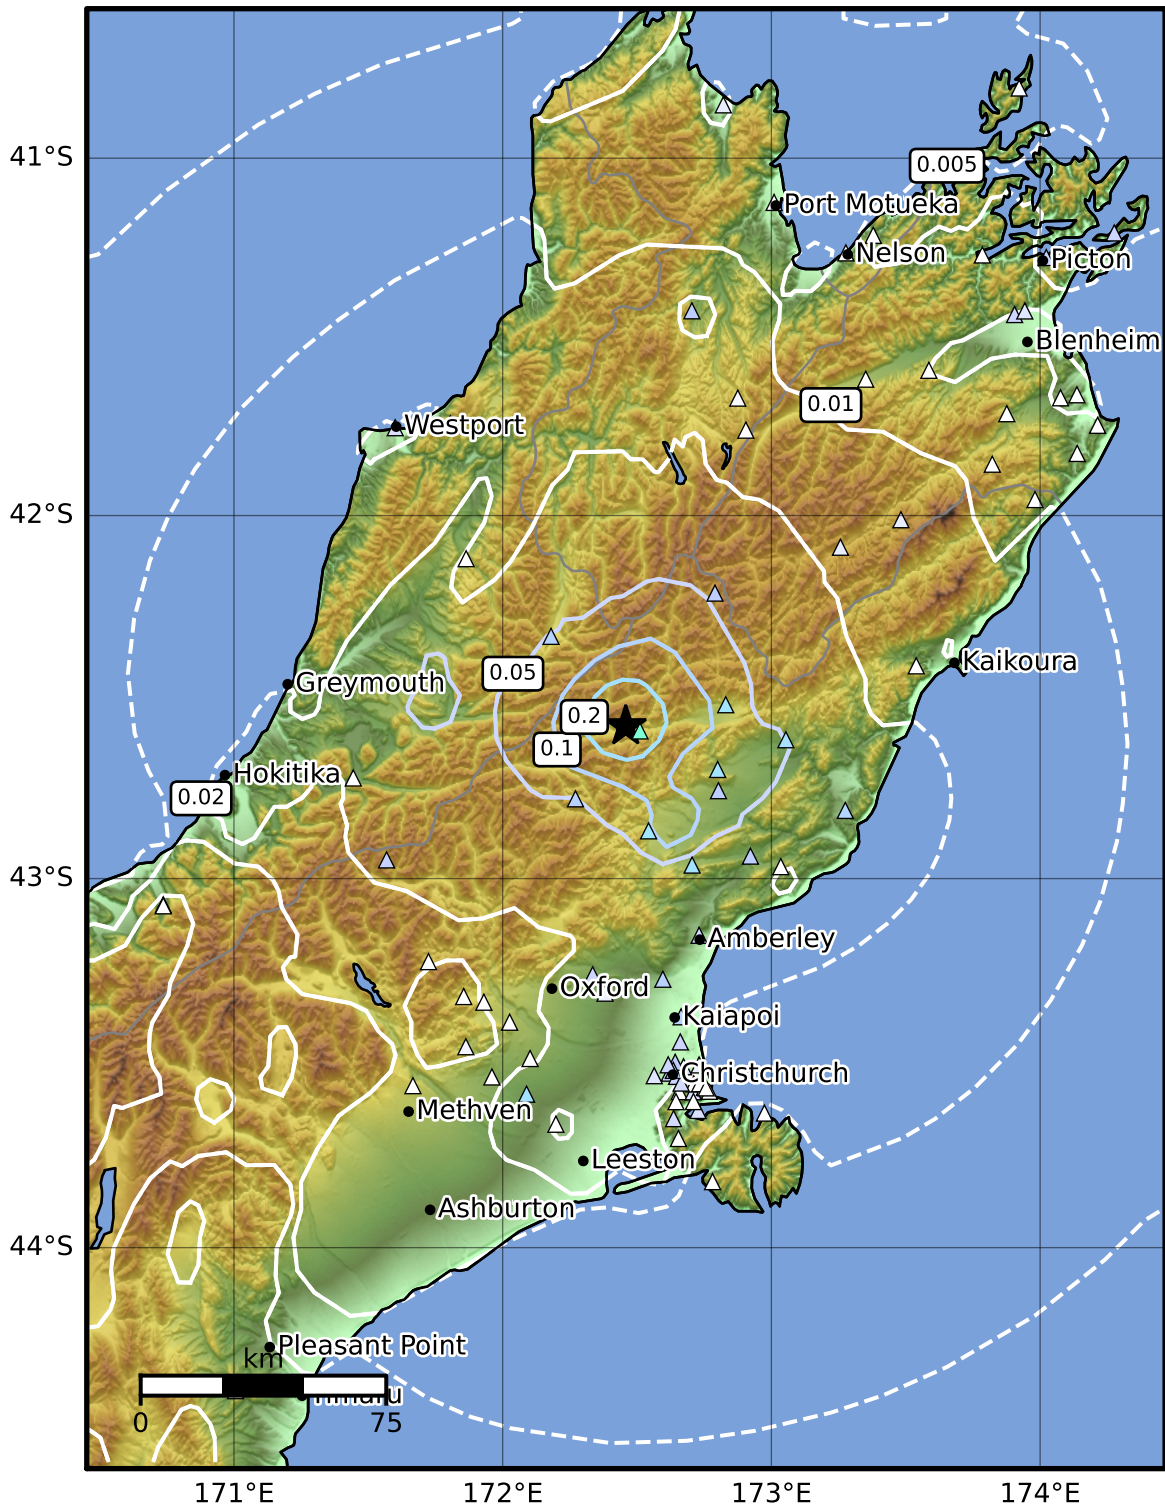 41°S
0.005
Port Motueka
Nelson
Picton
Blenheim
0.01
Westport
42°S
Kaikoura
0.05
Greymouth
0.2
0.1
Hokitika
0.02
43°S
Amberley
Oxford
Kaiapoi
Christchurch
Methven
Leeston
Ashburton
44°S
Pleasant Point
km
0
75
171°E
172°E
173°E
174°E